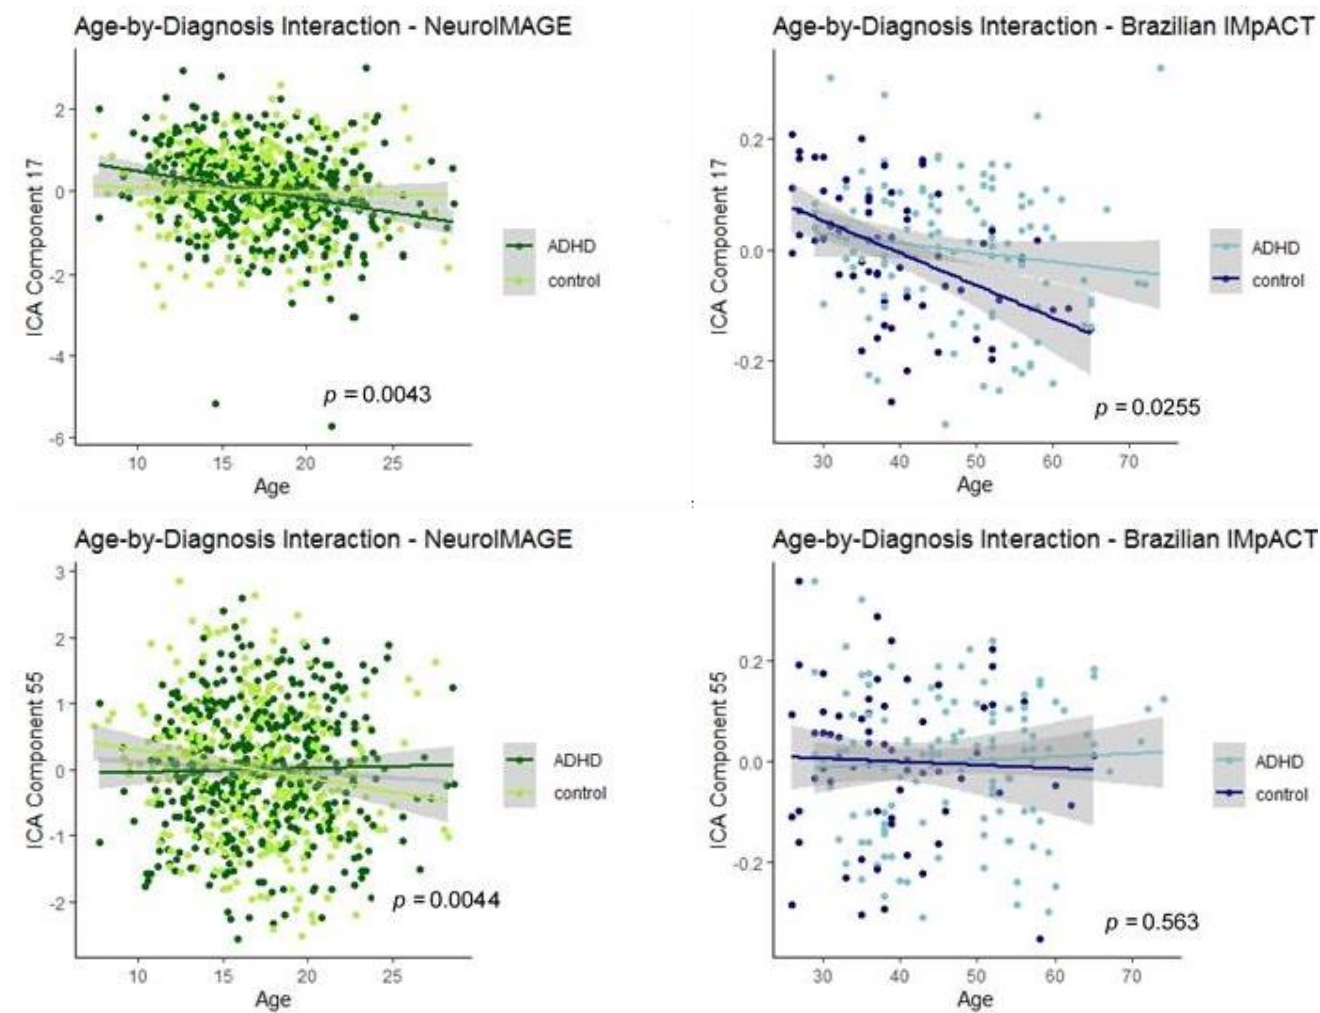 Age-by-Diagnosis Interaction - NeuroIMAGE
ICA Component 17
2
0
-2
-4
-6
10
15
20
25
Age
ADHD
control
p = 0.0043
Age-by-Diagnosis Interaction - Brazilian IMpACT
ICA Component 17
0.2
0.0
-0.2
30
40
50
60
70
Age
ADHD
control
p = 0.0255
Age-by-Diagnosis Interaction - NeuroIMAGE
ICA Component 55
3
2
1
0
-1
-2
10
15
20
25
Age
ADHD
control
p = 0.0044
Age-by-Diagnosis Interaction - Brazilian IMpACT
ICA Component 55
0.2
0.0
-0.2
30
40
50
60
70
Age
ADHD
control
p = 0.563